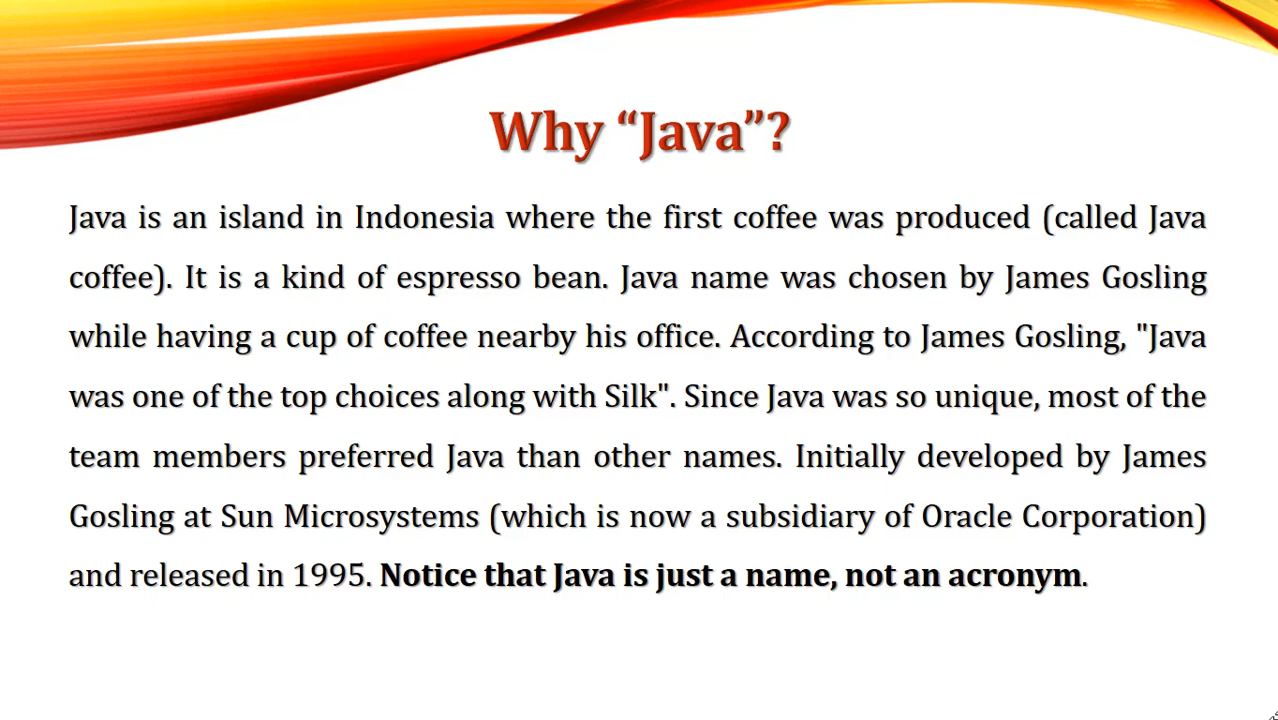 Why “Java”?
Java is an island in Indonesia where the first coffee was produced (called Java
coffee). It is a kind of espresso bean. Java name was chosen by James Gosling
while having a cup of coffee nearby his office. According to James Gosling, "Java
was one of the top choices along with Silk". Since Java was so unique, most of the
team members preferred Java than other names. Initially developed by James
Gosling at Sun Microsystems (which is now a subsidiary of Oracle Corporation)
and released in 1995. Notice that Java is just a name, not an acronym.